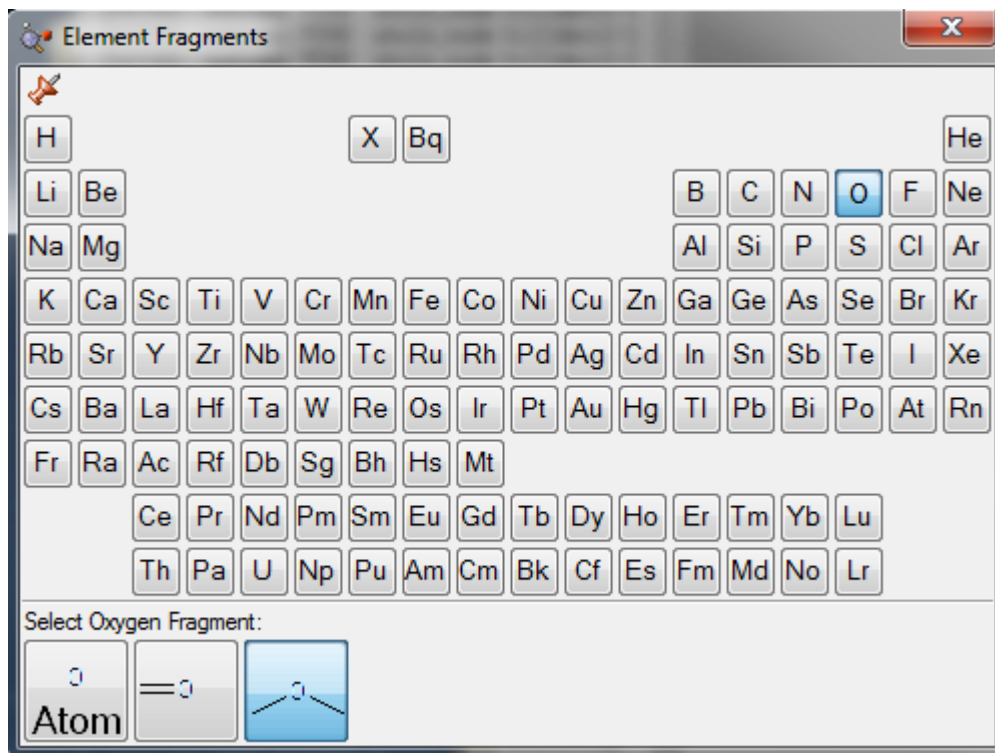 Element Fragments
x
H X Bq He
Li Be B C N O F Ne
Na Mg Al Si P S Cl Ar
K Ca Sc Ti V Cr Mn Fe Co Ni Cu Zn Ga Ge As Se Br Kr
Rb Sr Y Zr Nb Mo Tc Ru Rh Pd Ag Cd In Sn Sb Te I Xe
Cs Ba La Hf Ta W Re Os Ir Pt Au Hg Tl Pb Bi Po At Rn
Fr Ra Ac Rf Db Sg Bh Hs Mt
Ce Pr Nd Pm Sm Eu Gd Tb Dy Ho Er Tm Yb Lu
Th Pa U Np Pu Am Cm Bk Cf Es Fm Md No Lr
Select Oxygen Fragment:
O O O
Atom